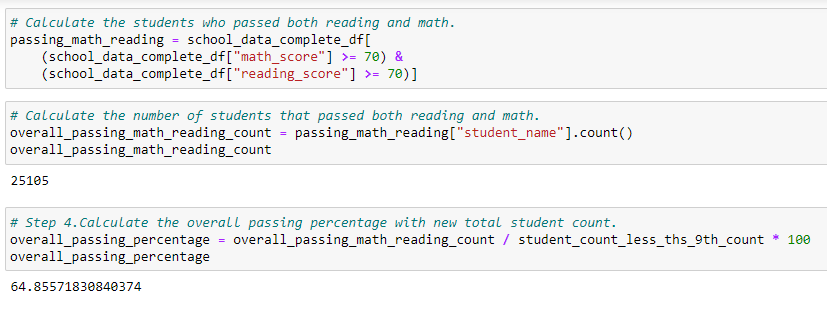 # Calculate the students who passed both reading and math.
passing_math_reading = school_data_complete_df[
    (school_data_complete_df["math_score"] >= 70) &
    (school_data_complete_df["reading_score"] >= 70)]
# Calculate the number of students that passed both reading and math.
overall_passing_math_reading_count = passing_math_reading["student_name"].count()
overall_passing_math_reading_count
25105
# Step 4.Calculate the overall passing percentage with new total student count.
overall_passing_percentage = overall_passing_math_reading_count / student_count_less_ths_9th_count * 100
overall_passing_percentage
64.85571830840374